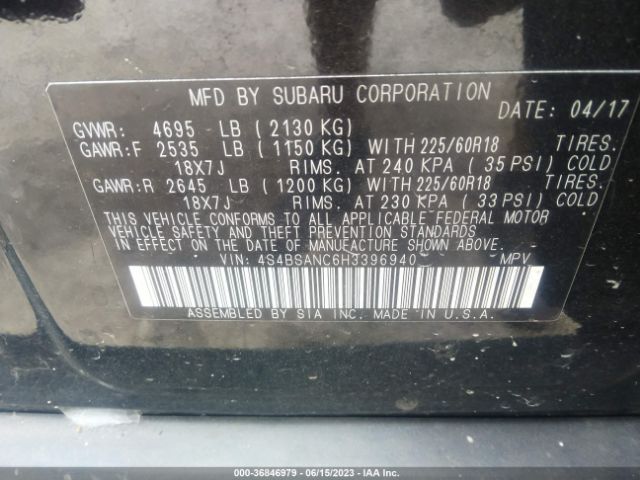 MFD BY SUBARU CORPORATION
DATE: 04/17
GVWR: 4695 LB ( 2130 KG)
GAWR:F 2535 LB ( 1150 KG) WITH 225/60R18 TIRES.
18X7J RIMS. AT 240 KPA ( 35 PSI) COLD
GAWR:R 2645 LB ( 1200 KG) WITH 225/60R18 TIRES.
18X7J RIMS. AT 230 KPA ( 33 PSI) COLD
THIS VEHICLE CONFORMS TO ALL APPLICABLE FEDERAL MOTOR
VEHICLE SAFETY AND THEFT PREVENTION STANDARDS
IN EFFECT ON THE DATE OF MANUFACTURE SHOWN ABOVE.
VIN: 4S4BSANC6H3396940 MPV
ASSEMBLED BY SIA INC. MADE IN U.S.A.
000-36846979 - 06/15/2023 - IAA Inc.